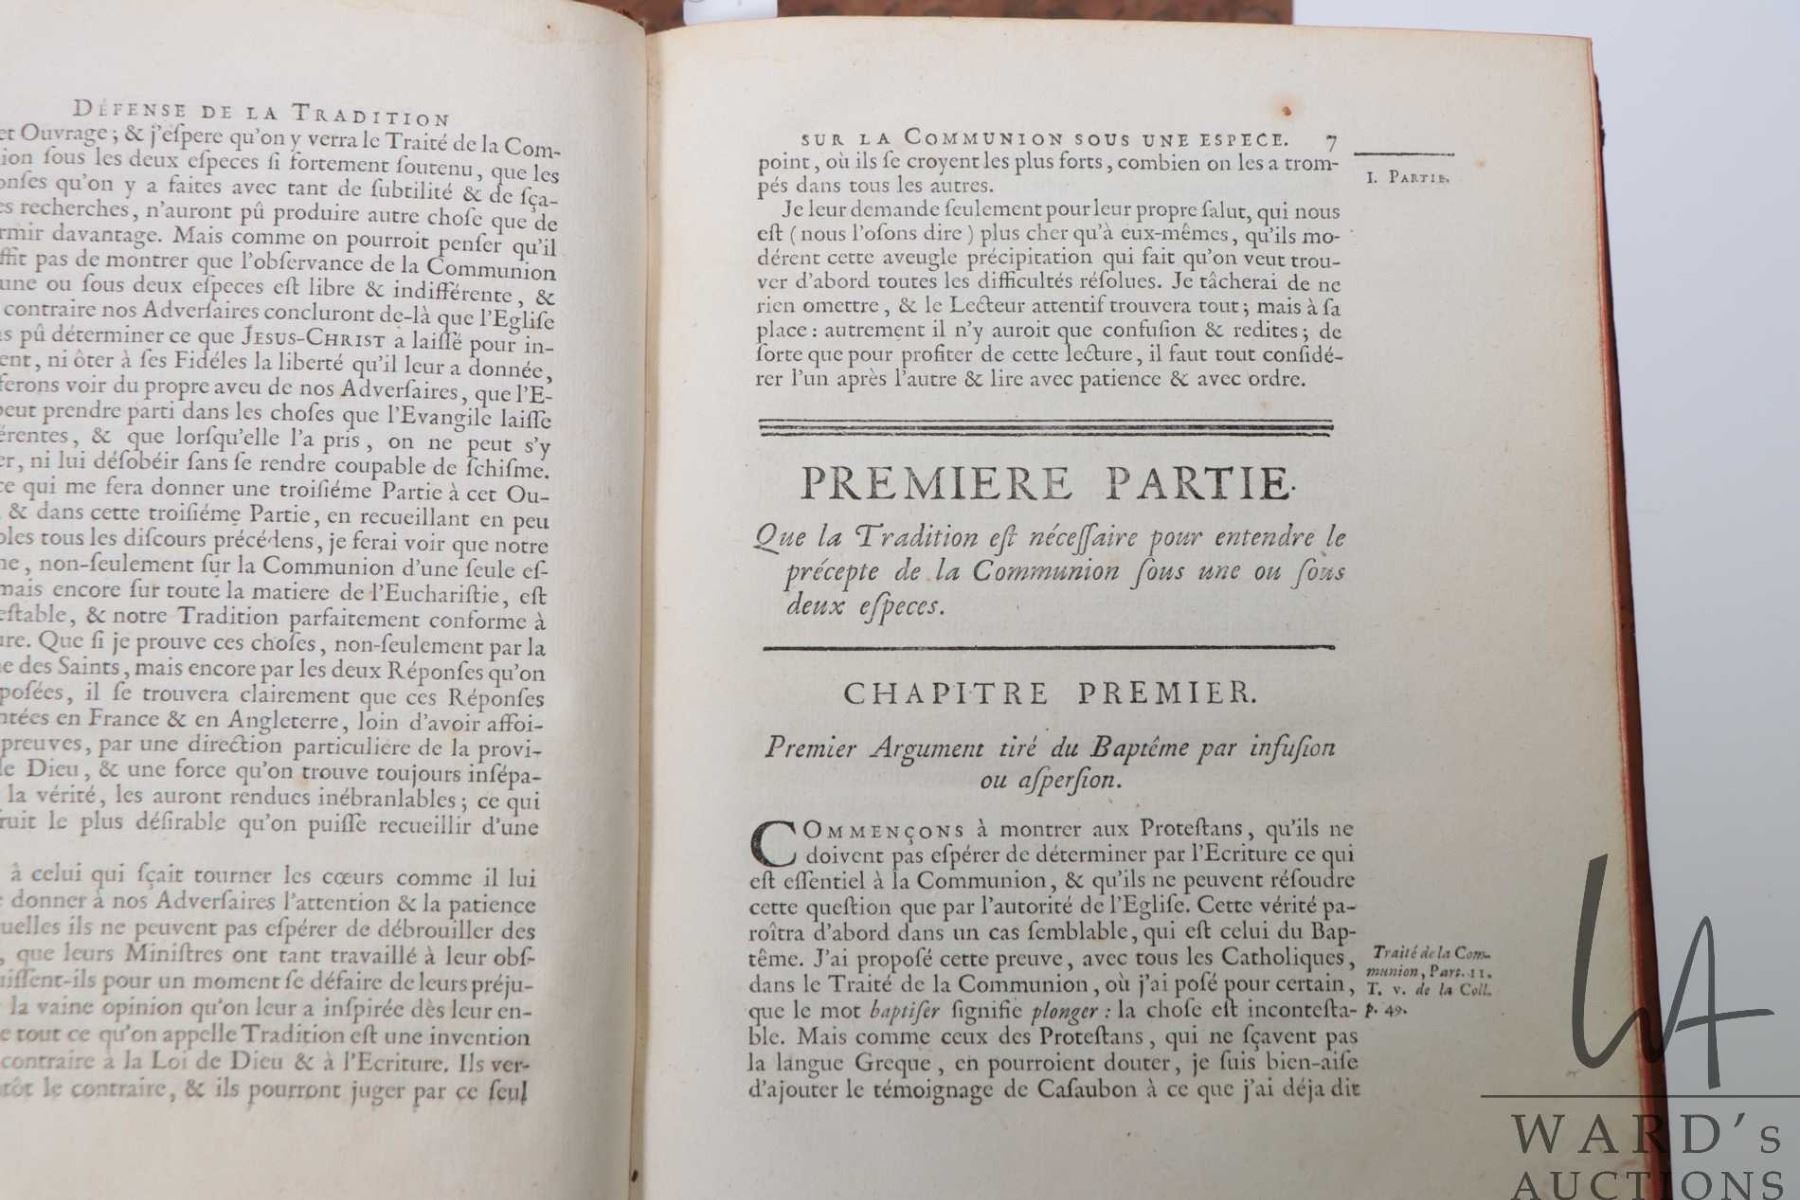 DÉFENSE DE LA TRADITION
Ouvrage ; & j'eſpere qu'on y verra le Traité de la Com-
ſous les deux eſpeces ſi fortement ſoutenu, que les
qu'on y a faites avec tant de ſubtilité & de ſça-
recherches, n'auront pû produire autre choſe que de
davantage. Mais comme on pourroit penſer qu'il
pas de montrer que l'obſervance de la Communion
une ou ſous deux eſpeces eſt libre & indifférente, &
contraire nos Adverſaires concluront de-là que l'Egliſe
pû déterminer ce que JESUS-CHRIST a laiſſé pour in-
ni ôter à ſes Fidéles la liberté qu'il leur a donnée,
ferons voir du propre aveu de nos Adverſaires, que l'E-
peut prendre parti dans les choſes que l'Evangile laiſſe
& que lorſqu'elle l'a pris, on ne peut s'y
ni lui déſobéir ſans ſe rendre coupable de ſchiſme.
ce qui me fera donner une troiſiéme Partie à cet Ou-
& dans cette troiſiéme Partie, en recueillant en peu
tous les diſcours précédens, je ferai voir que notre
non-ſeulement ſur la Communion d'une ſeule eſ-
mais encore ſur toute la matiere de l'Euchariſtie, eſt
& notre Tradition parfaitement conforme à
Que ſi je prouve ces choſes, non-ſeulement par la
des Saints, mais encore par les deux Réponſes qu'on
il ſe trouvera clairement que ces Réponſes
en France & en Angleterre, loin d'avoir affoi-
preuves, par une direction particuliere de la provi-
Dieu, & une force qu'on trouve toujours inſépa-
la vérité, les auront rendues inébranlables ; ce qui
le plus déſirable qu'on puiſſe recueillir d'une
à celui qui ſçait tourner les cœurs comme il lui
donner à nos Adverſaires l'attention & la patience
ils ne peuvent pas eſpérer de débrouiller des
que leurs Miniſtres ont tant travaillé à leur obſ-
pour un moment ſe défaire de leurs préju-
la vaine opinion qu'on leur a inſpirée dès leur en-
tout ce qu'on appelle Tradition eſt une invention
contraire à la Loi de Dieu & à l'Ecriture. Ils ver-
le contraire, & ils pourront juger par ce ſeul
SUR LA COMMUNION SOUS UNE ESPECE. 7
I. PARTIE.
point, où ils ſe croyent les plus forts, combien on les a trom-
pés dans tous les autres.
Je leur demande ſeulement pour leur propre ſalut, qui nous
eſt (nous l'oſons dire) plus cher qu'à eux-mêmes, qu'ils mo-
dérent cette aveugle précipitation qui fait qu'on veut trou-
ver d'abord toutes les difficultés réſolues. Je tâcherai de ne
rien omettre, & le Lecteur attentif trouvera tout ; mais à ſa
place : autrement il n'y auroit que confuſion & redites ; de
ſorte que pour profiter de cette lecture, il faut tout conſidé-
rer l'un après l'autre & lire avec patience & avec ordre.
PREMIERE PARTIE.
Que la Tradition eſt néceſſaire pour entendre le
précepte de la Communion ſous une ou ſous
deux eſpeces.
CHAPITRE PREMIER.
Premier Argument tiré du Baptême par infuſion
ou aſperſion.
COMMENÇONS à montrer aux Proteſtans, qu'ils ne
doivent pas eſpérer de déterminer par l'Ecriture ce qui
eſt eſſentiel à la Communion, & qu'ils ne peuvent réſoudre
cette queſtion que par l'autorité de l'Egliſe. Cette vérité pa-
roîtra d'abord dans un cas ſemblable, qui eſt celui du Bap-
tême. J'ai propoſé cette preuve, avec tous les Catholiques,
dans le Traité de la Communion, où j'ai poſé pour certain,
que le mot baptiſer ſignifie plonger : la choſe eſt inconteſta-
ble. Mais comme ceux des Proteſtans, qui ne ſçavent pas
la langue Greque, en pourroient douter, je ſuis bien-aiſe
d'ajouter le témoignage de Caſaubon à ce que j'ai déja dit
Traité de la Com-
munion, Part. II.
T. v. de la Coll.
p. 49.
LA
WARD's
AUCTIONS